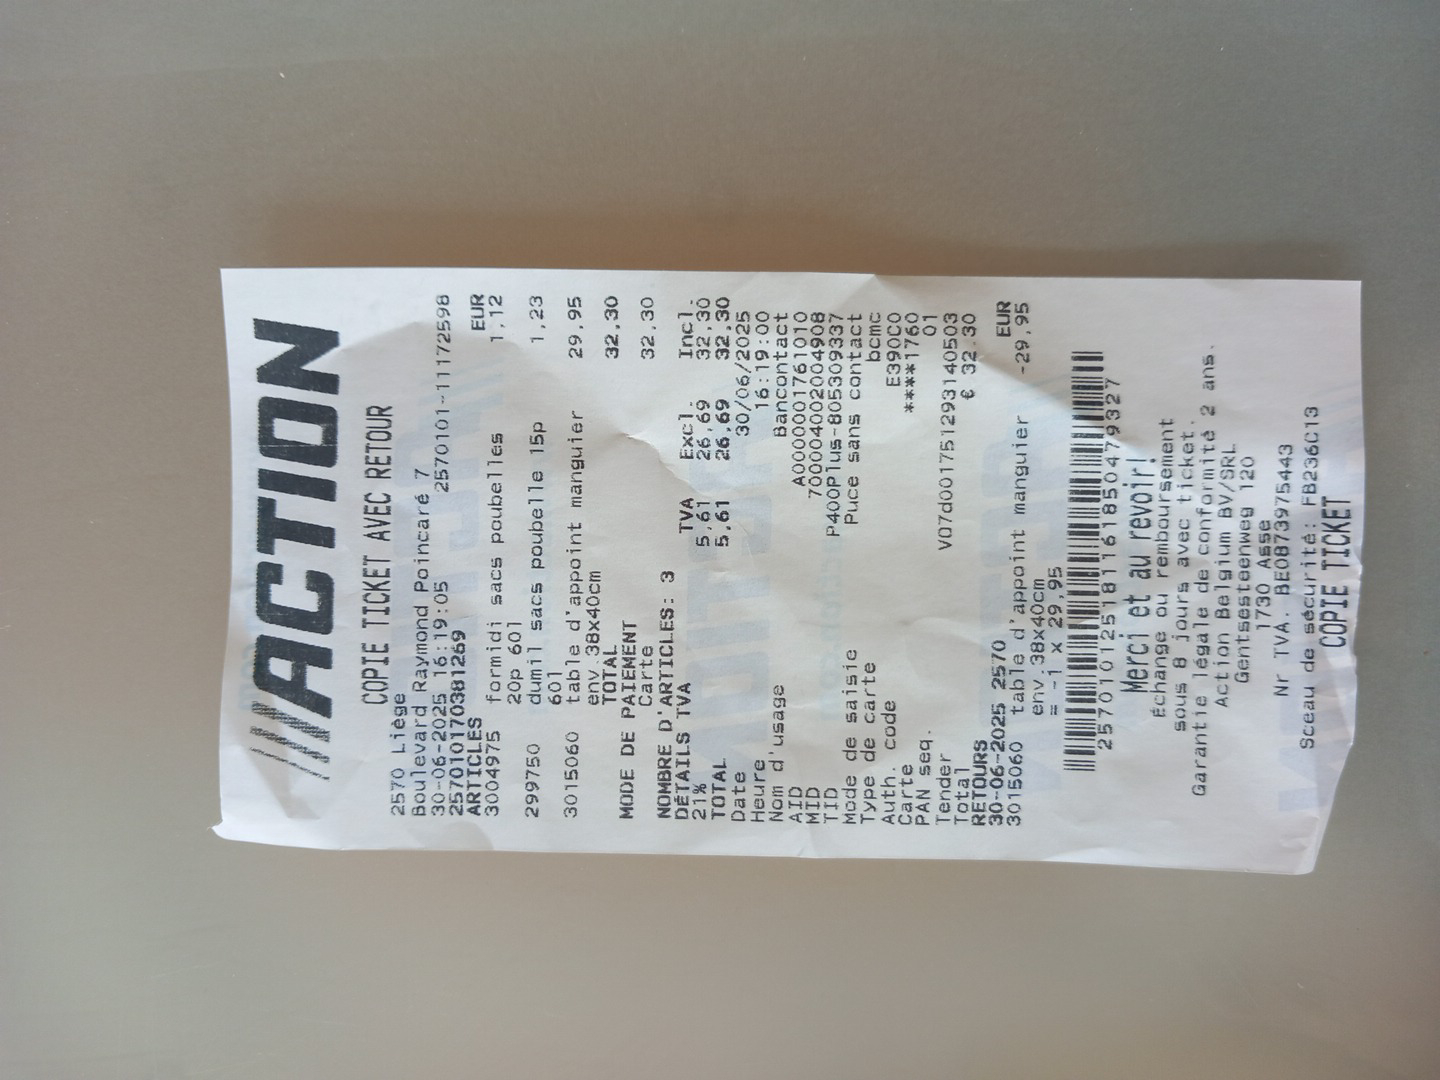 ///ACTION
COPIE TICKET AVEC RETOUR
2570 Liège
Boulevard Raymond Poincaré 7
30-06-2025 16:19:05 2570101-11172598
257010117038​1269
ARTICLES EUR
3004975 formidi sacs poubelles 1,12
20p 60l
299750 dumil sacs poubelle 15p 1,23
60l
3015060 table d'appoint manguier 29,95
env.38x40cm
TOTAL 32,30
MODE DE PAIEMENT
Carte 32,30
NOMBRE D'ARTICLES: 3
DÉTAILS TVA TVA Excl. Incl.
21% 5,61 26,69 32,30
TOTAL 5,61 26,69 32,30
Date 30/06/2025
Heure 16:19:00
Nom d'usage Bancontact
AID A0000001761010
MID 70000402004908
TID P400Plus-805309337
Mode de saisie Puce sans contact
Type de carte bcmc
Auth. code E390C0
Carte ****1760
PAN seq. 01
Tender V07d001751293140503
Total € 32.30
RETOURS EUR
30-06-2025 2570
3015060 table d'appoint manguier -29,95
env.38x40cm
= -1 x 29,95
Merci et au revoir!
Échange ou remboursement
sous 8 jours avec ticket.
Garantie légale de conformité 2 ans.
Action Belgium BV/SRL
Gentsesteenweg 120
1730 Asse
Nr TVA. BE0873975443
Sceau de sécurité: FB236C13
COPIE TICKET